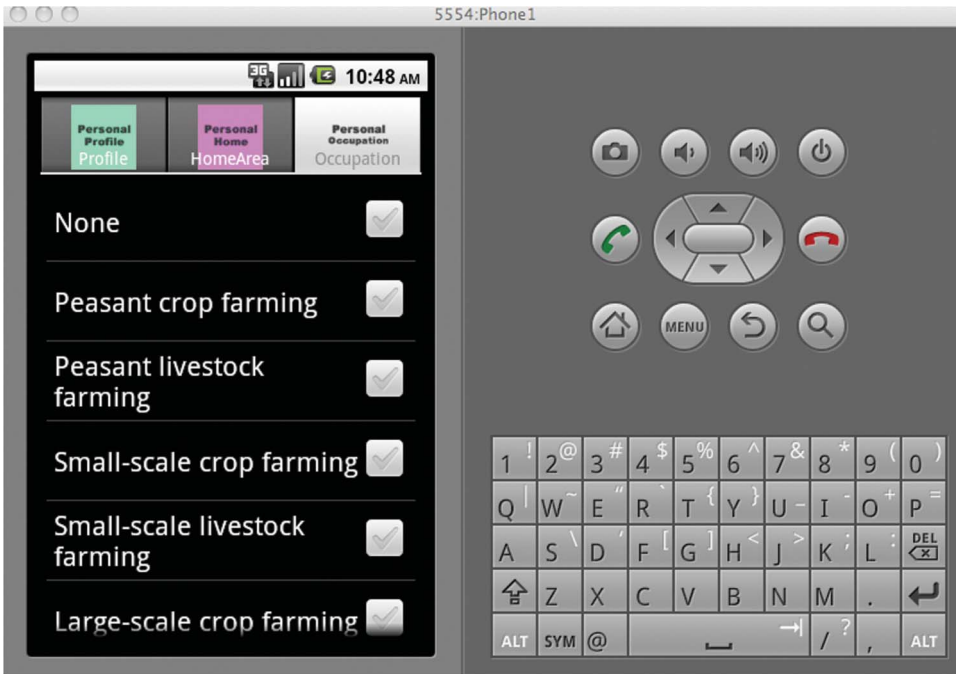 5554:Phone1
3G 10:48 AM
Personal Profile
Profile
Personal Home
HomeArea
Personal Occupation
Occupation
None
Peasant crop farming
Peasant livestock
farming
Small-scale crop farming
Small-scale livestock
farming
Large-scale crop farming
MENU
1 ! 2 @ 3 # 4 $ 5 % 6 ^ 7 & 8 * 9 ( 0 )
Q | W ~ E " R ` T { Y } U _ I - O + P =
A S \ D ' F [ G ] H < J > K ; L : DEL
Z X C V B N M .
ALT SYM @ / ? , ALT